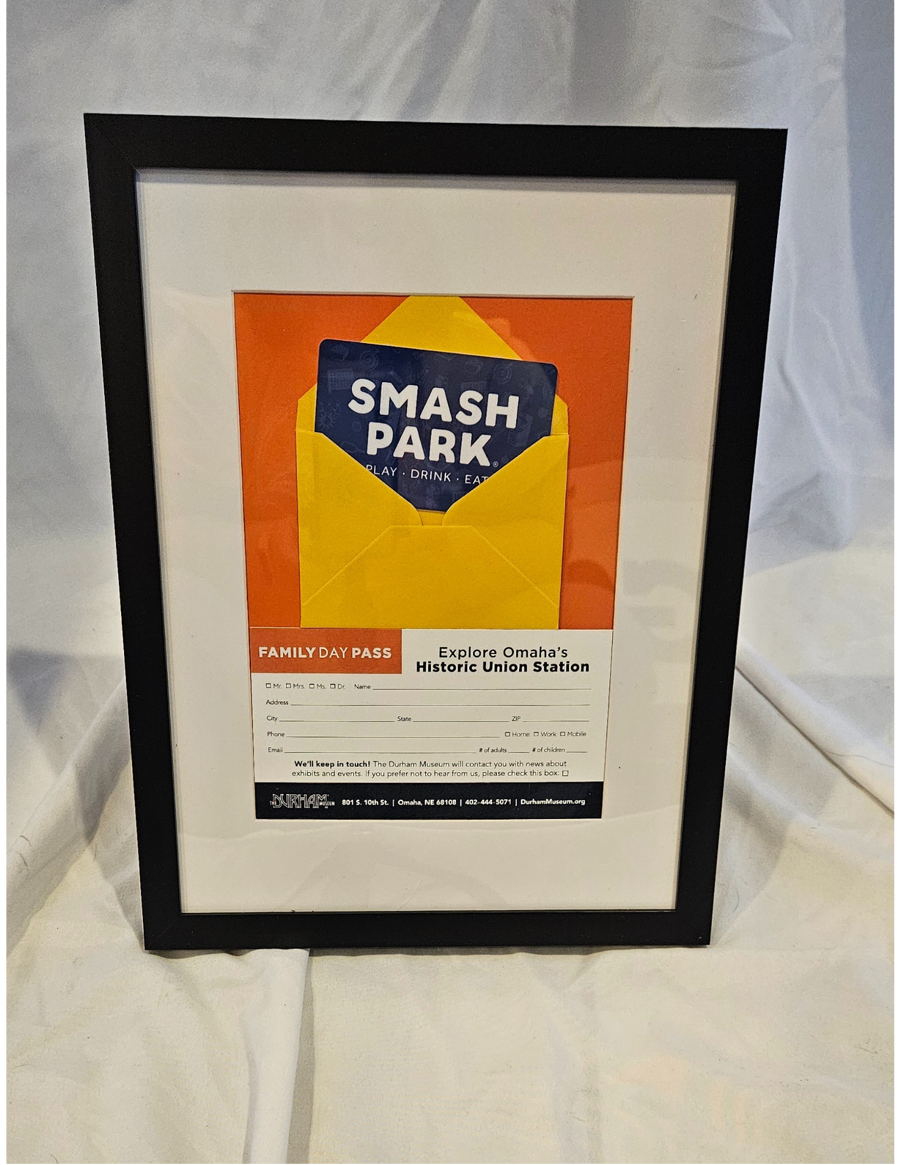 SMASH
PARK®
PLAY · DRINK · EAT
FAMILY DAY PASS
Explore Omaha's
Historic Union Station
☐ Mr. ☐ Mrs. ☐ Ms. ☐ Dr. Name
Address
City State ZIP
Phone ☐ Home ☐ Work ☐ Mobile
Email # of adults # of children
We'll keep in touch! The Durham Museum will contact you with news about
exhibits and events. If you prefer not to hear from us, please check this box: ☐
THE DURHAM MUSEUM 801 S. 10th St. | Omaha, NE 68108 | 402-444-5071 | DurhamMuseum.org